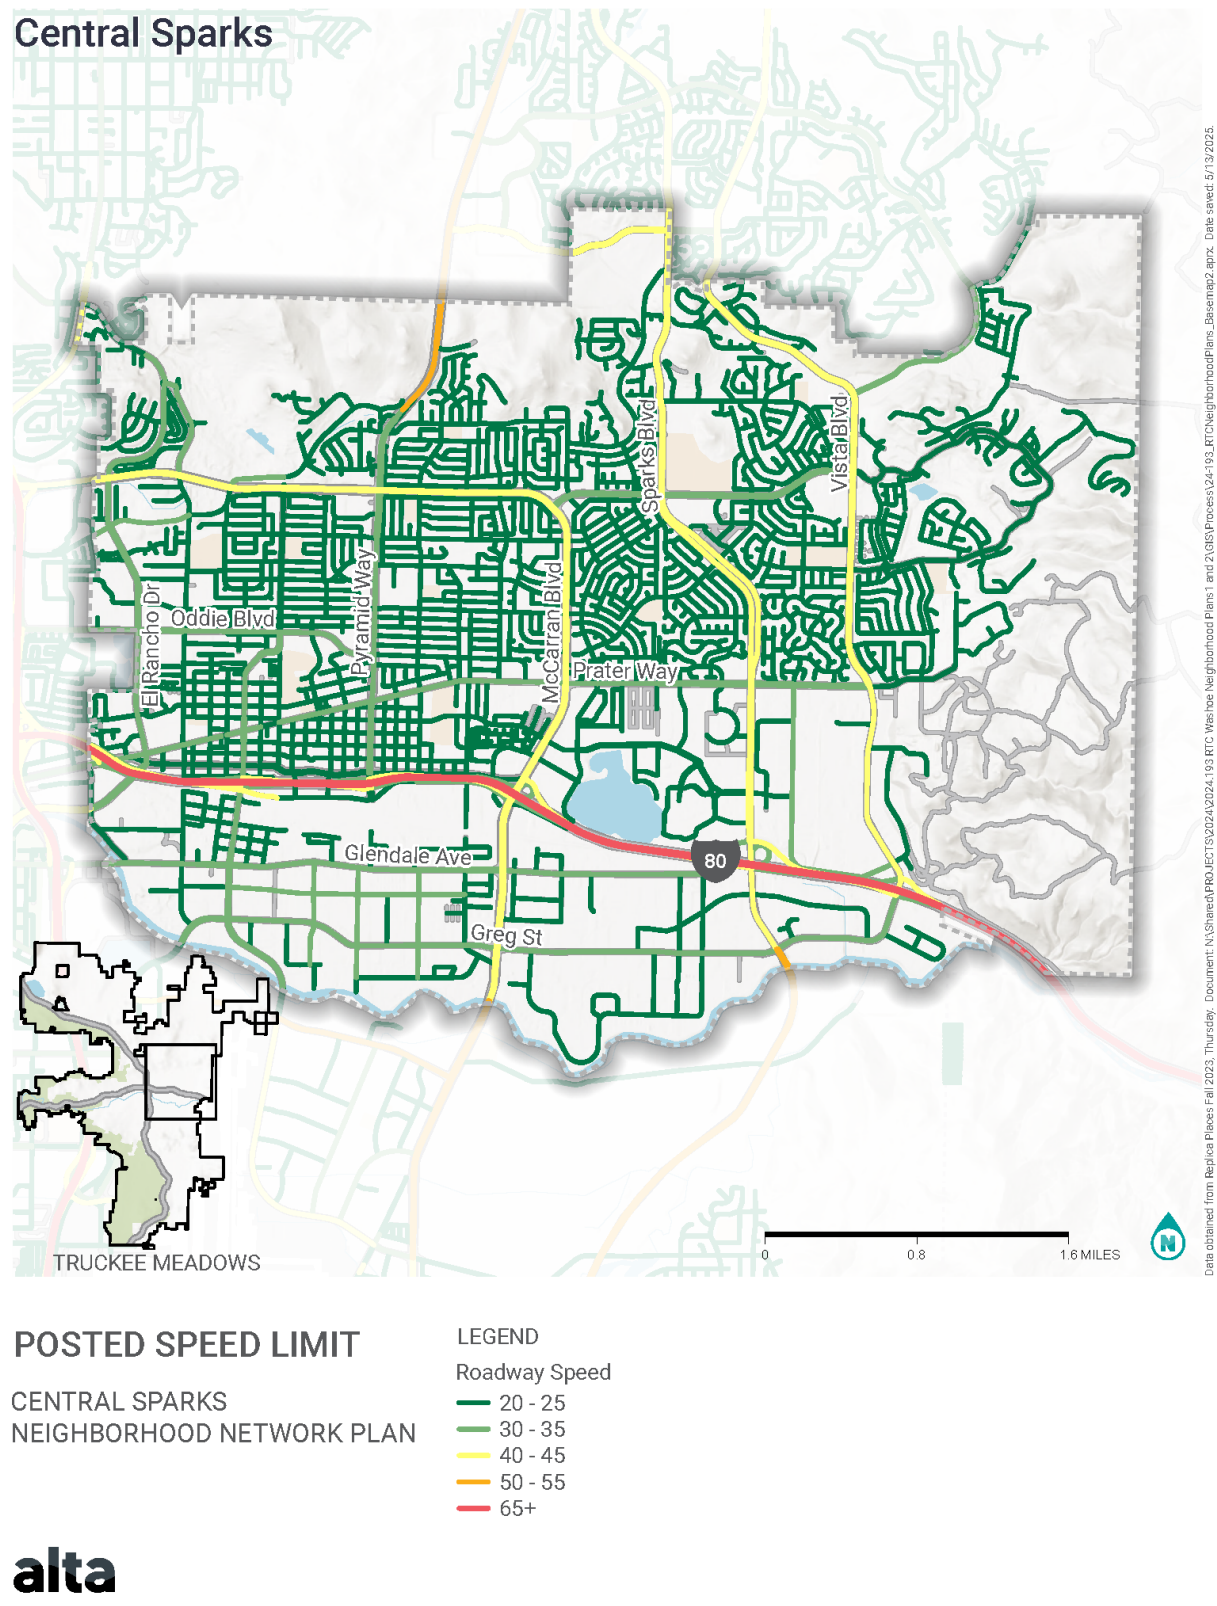 Central Sparks
Sparks Blvd
Vista Blvd
Pyramid Way
McCarran Blvd
El Rancho Dr
Oddie Blvd
Prater Way
Glendale Ave
80
Greg St
TRUCKEE MEADOWS
0 0.8 1.6 MILES
N
Data obtained from Replica Places Fall 2023, Thursday. Document: N:\Shared\PROJECTS\2024\2024.193 RTC Washoe Neighborhood Plans1 and 2\GIS\Process\24-193_RTCNeighborhoodPlans_Basemap2.aprx. Date saved: 5/13/2025.
POSTED SPEED LIMIT
CENTRAL SPARKS
NEIGHBORHOOD NETWORK PLAN
LEGEND
Roadway Speed
20 - 25
30 - 35
40 - 45
50 - 55
65+
alta